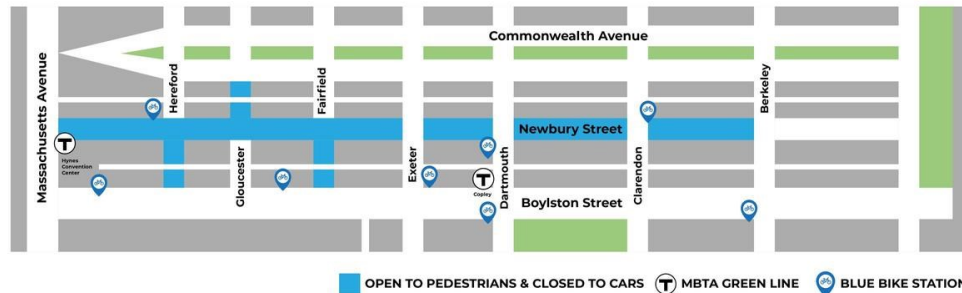 Commonwealth Avenue
Massachusetts Avenue
Hereford
Fairfield
Berkeley
Newbury Street
T
Hynes
Convention
Center
Gloucester
Exeter
T
Copley
Dartmouth
Clarendon
Boylston Street
OPEN TO PEDESTRIANS & CLOSED TO CARS
T MBTA GREEN LINE
BLUE BIKE STATION